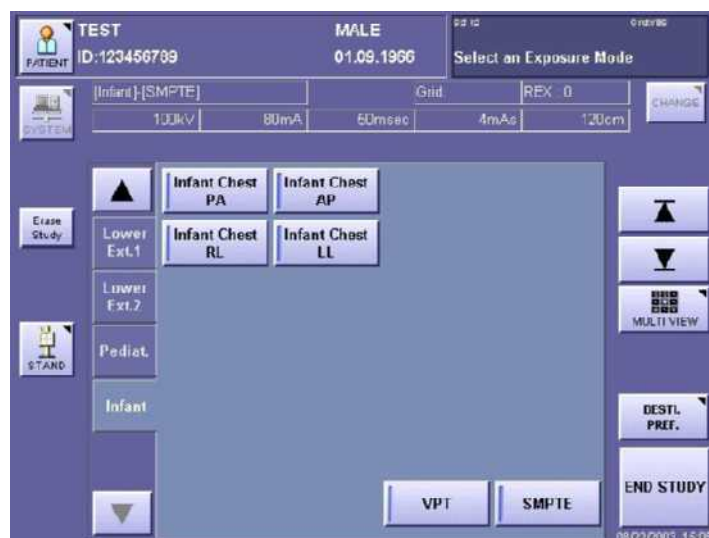 TEST
MALE
PATIENT
ID:123456789
01.09.1966
Select an Exposure Mode
[Infant]-[SMPTE]
Grid
REX : 0
CHANGE
SYSTEM
100kV
80mA
60msec
4mAs
120cm
Infant Chest
PA
Infant Chest
AP
Erase
Study
Lower
Ext.1
Infant Chest
RL
Infant Chest
LL
Lower
Ext.2
MULTI VIEW
STAND
Pediat.
Infant
DESTI.
PREF.
VPT
SMPTE
END STUDY